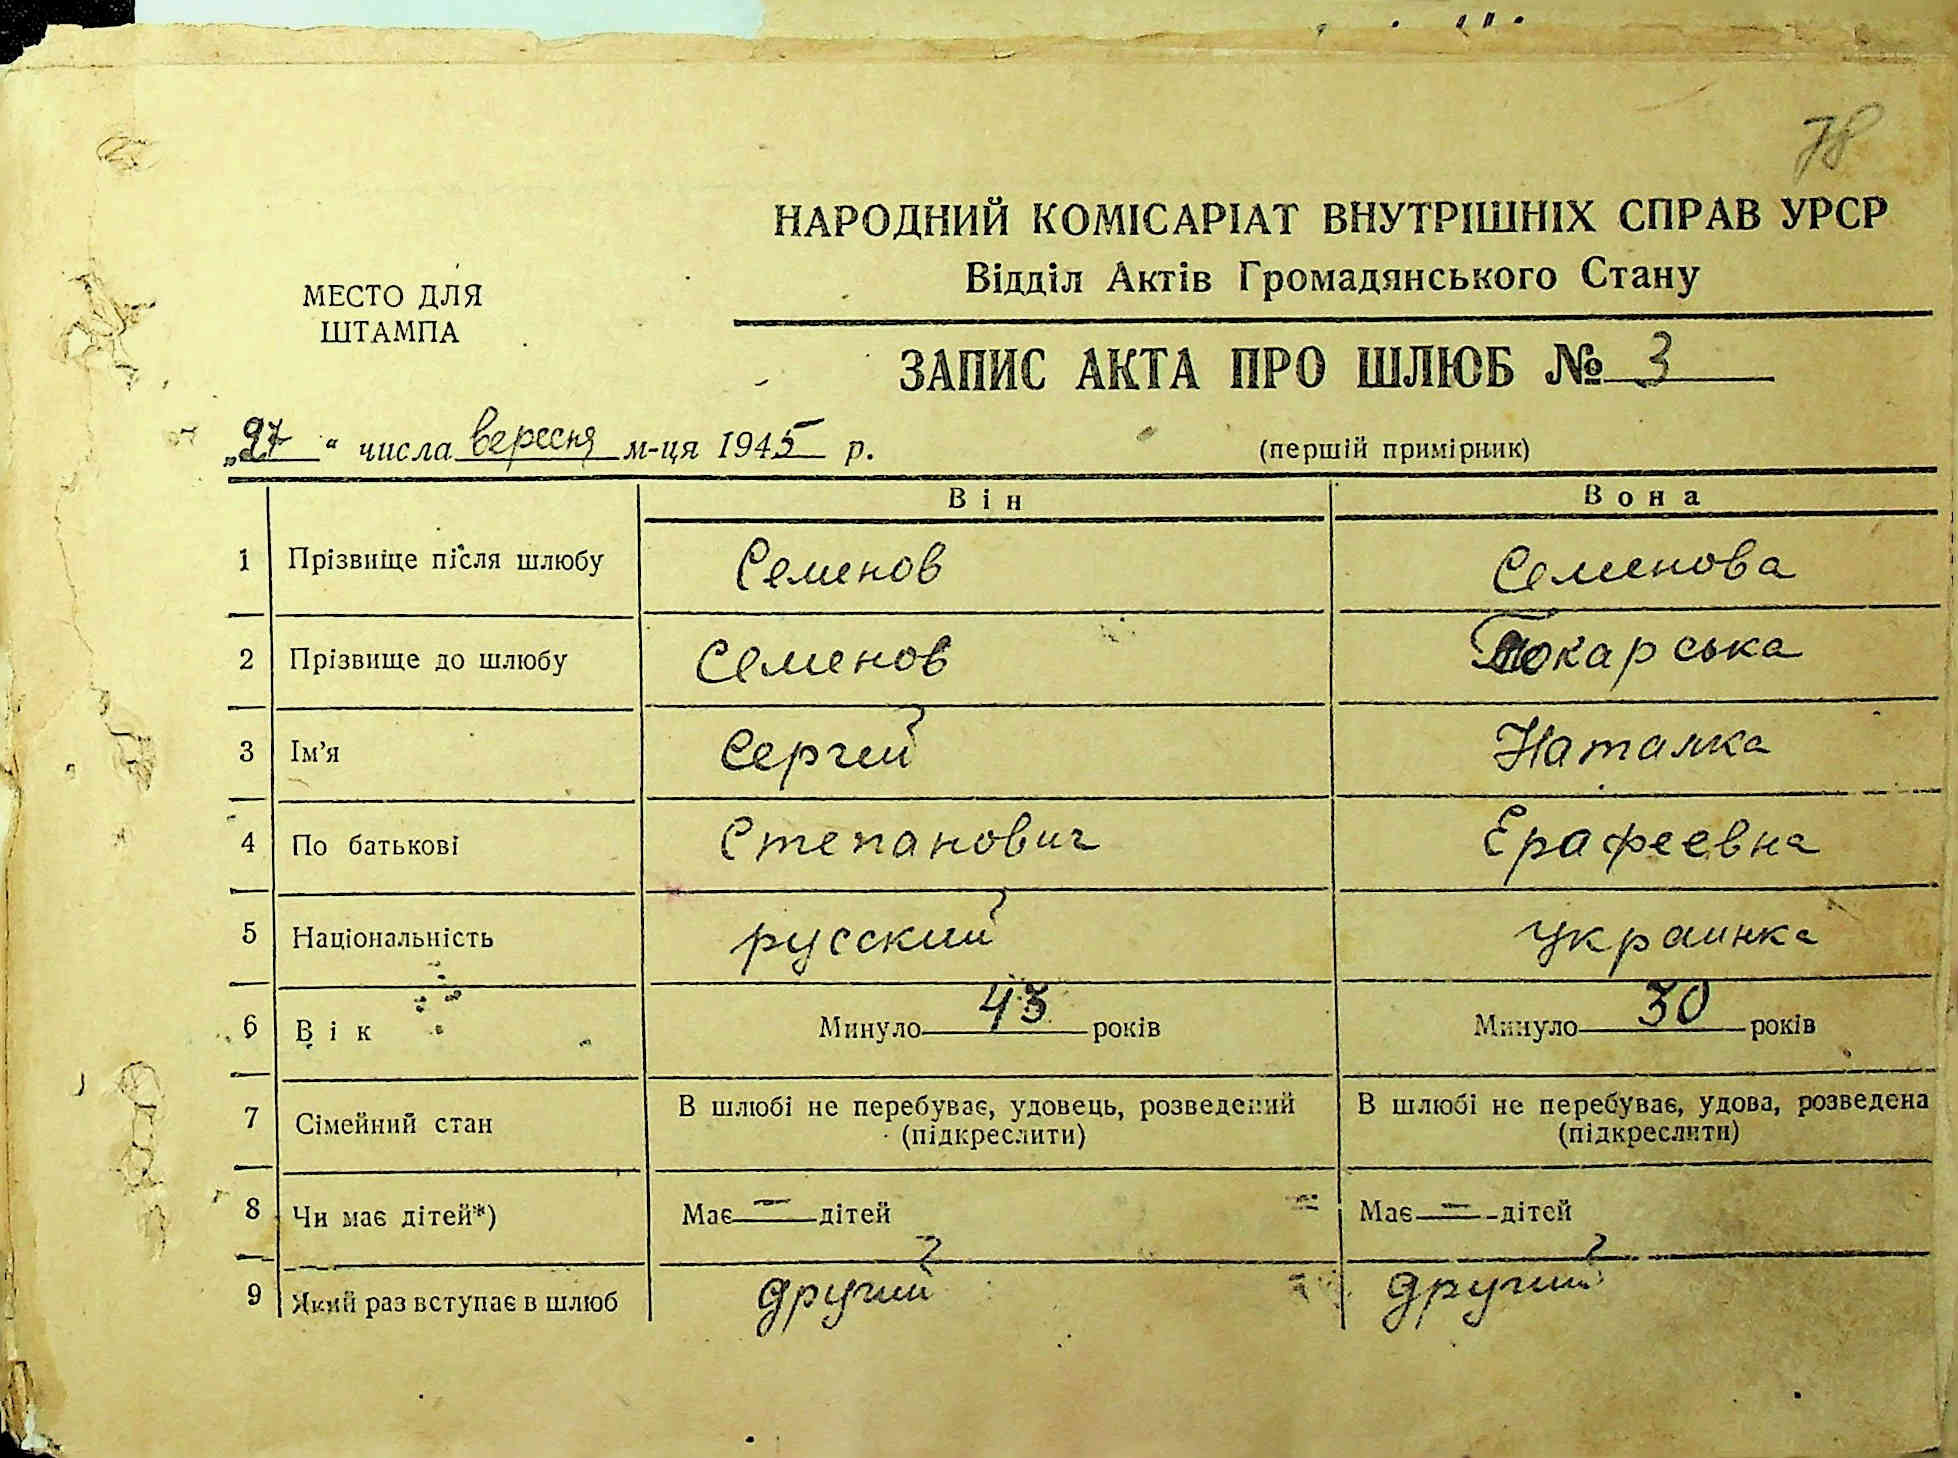 78
НАРОДНИЙ КОМІСАРІАТ ВНУТРІШНІХ СПРАВ УРСР
Відділ Актів Громадянського Стану
МЕСТО ДЛЯ
ШТАМПА
ЗАПИС АКТА ПРО ШЛЮБ № 3
„27“ числа вересня м-ця 1945 р.
(першій примірник)
Він Вона
1 Прізвище після шлюбу Семенов Семенова
2 Прізвище до шлюбу Семенов Токарська
3 Ім'я Сергей Наталка
4 По батькові Степанович Ерафеевна
5 Національність русский украинка
6 Вік Минуло 43 років Минуло 30 років
7 Сімейний стан В шлюбі не перебуває, удовець, розведений (підкреслити) В шлюбі не перебуває, удова, розведена (підкреслити)
8 Чи має дітей*) Має — дітей Має — дітей
9 Який раз вступає в шлюб другий другий